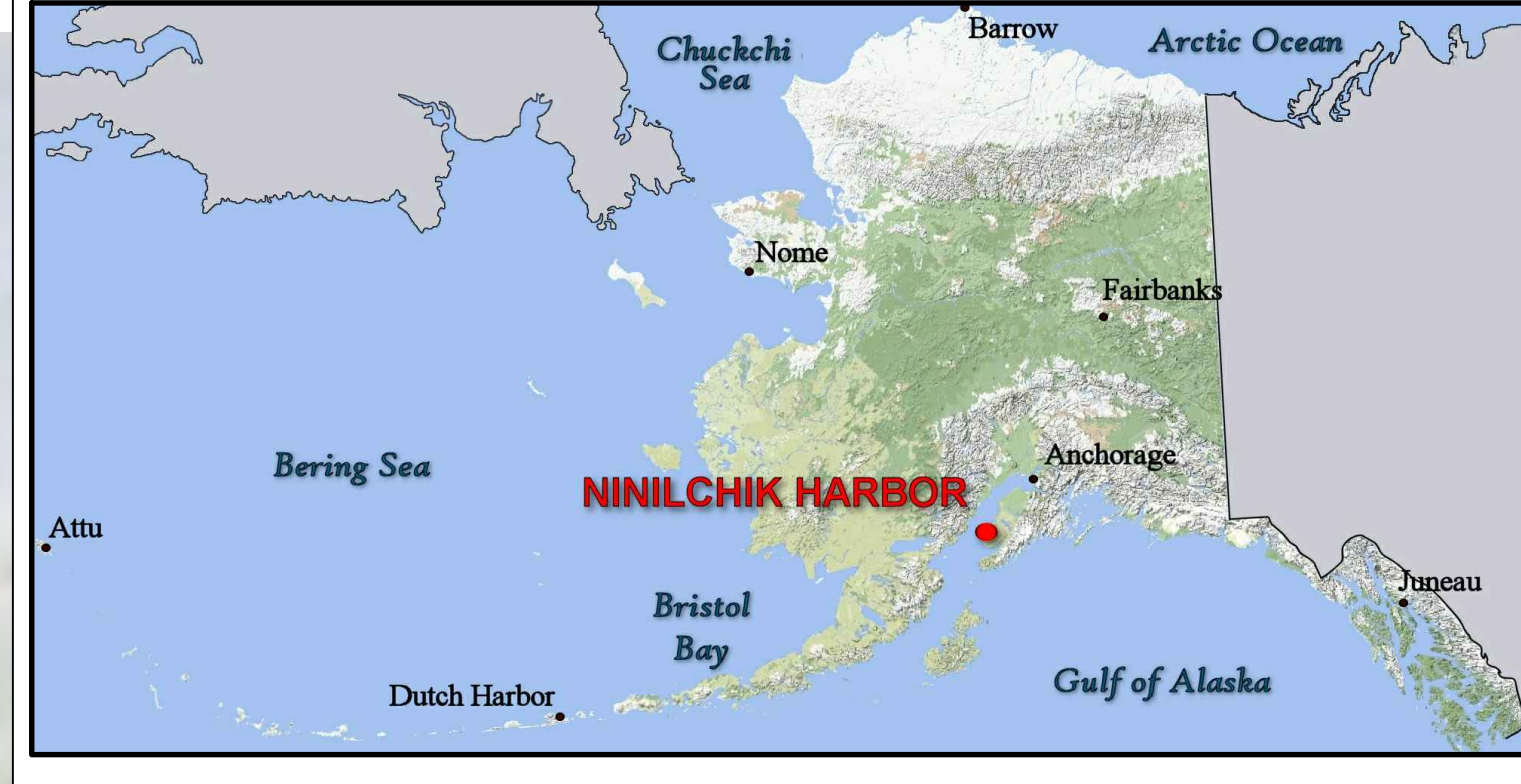 Barrow
Chuckchi
Sea
Arctic Ocean
Nome
Fairbanks
Anchorage
Bering Sea
NINILCHIK HARBOR
Attu
Juneau
Bristol
Bay
Gulf of Alaska
Dutch Harbor